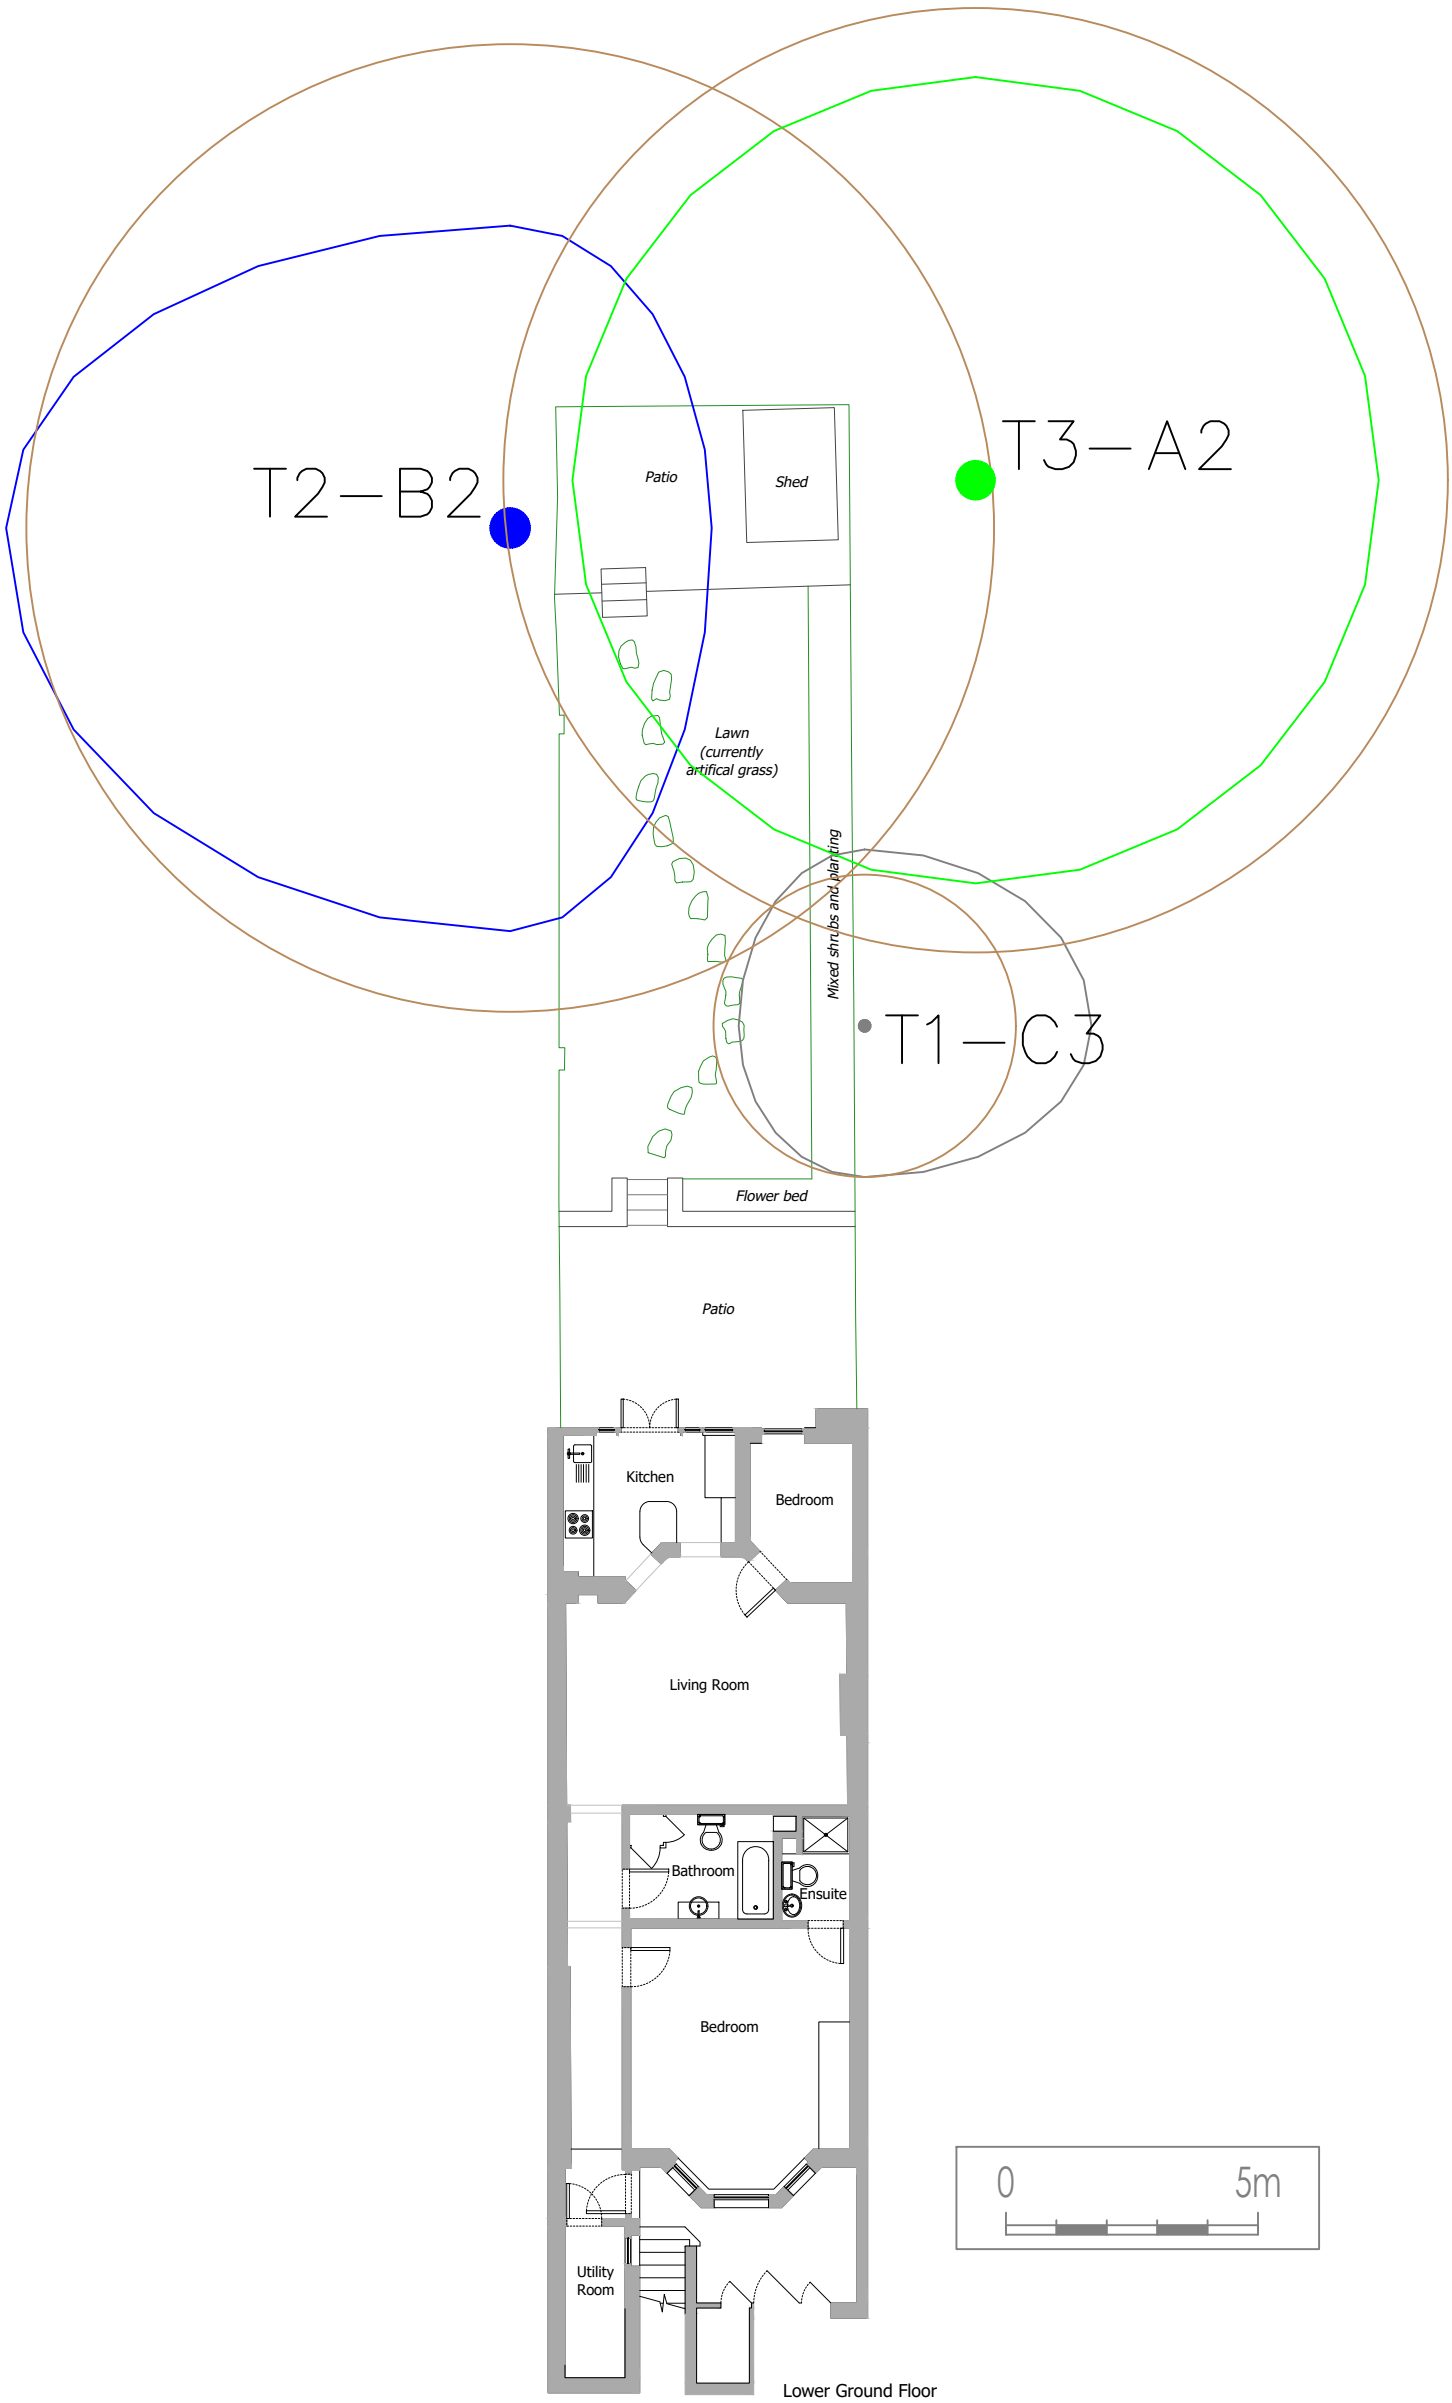 T3-A2
T2-B2
Patio
Shed
Lawn
(currently
artifical grass)
Mixed shrubs and planting
T1-C3
Flower bed
Patio
Kitchen
Bedroom
Living Room
Bathroom
Ensuite
Bedroom
0 5m
Utility
Room
Lower Ground Floor